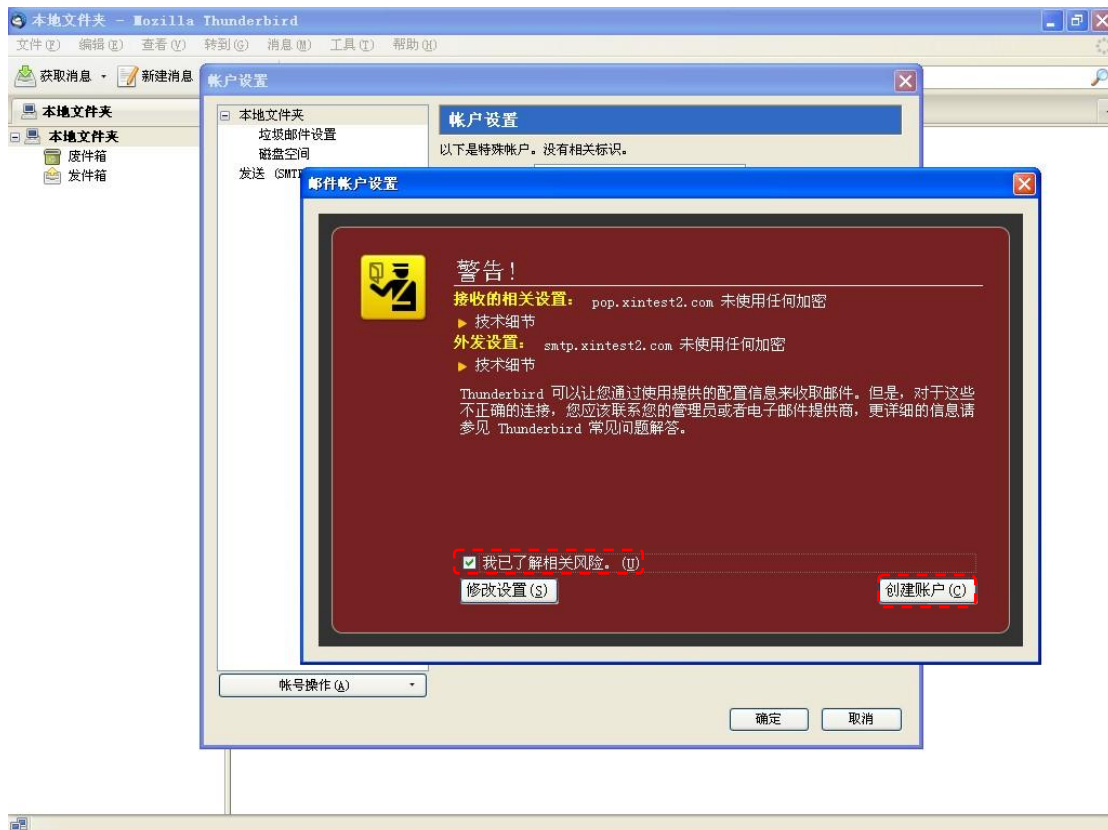 本地文件夹 - Mozilla Thunderbird
文件(F) 编辑(E) 查看(V) 转到(G) 消息(M) 工具(T) 帮助(H)
获取消息 新建消息
本地文件夹
本地文件夹
废件箱
发件箱
帐户设置
本地文件夹
垃圾邮件设置
磁盘空间
发送 (SMTP
帐户设置
以下是特殊帐户。没有相关标识。
邮件帐户设置
警告!
接收的相关设置: pop.xintest2.com 未使用任何加密
技术细节
外发设置: smtp.xintest2.com 未使用任何加密
技术细节
Thunderbird 可以让您通过使用提供的配置信息来收取邮件。但是，对于这些
不正确的连接，您应该联系您的管理员或者电子邮件提供商，更详细的信息请
参见 Thunderbird 常见问题解答。
我已了解相关风险。(U)
修改设置(S) 创建账户(C)
帐号操作(A)
确定 取消